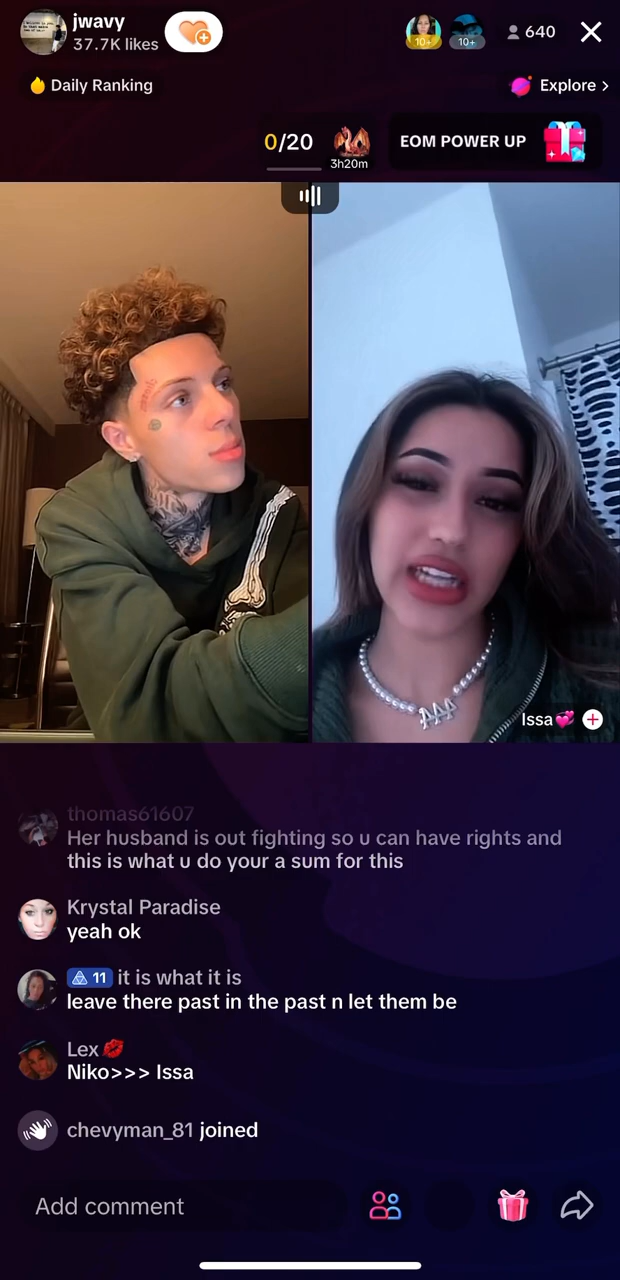 jwavy
37.7K likes
10+
10+
640
Daily Ranking
Explore >
0/20
3h20m
EOM POWER UP
Issa💞
thomas61607
Her husband is out fighting so u can have rights and
this is what u do your a sum for this
Krystal Paradise
yeah ok
11 it is what it is
leave there past in the past n let them be
Lex💋
Niko>>> Issa
chevyman_81 joined
Add comment